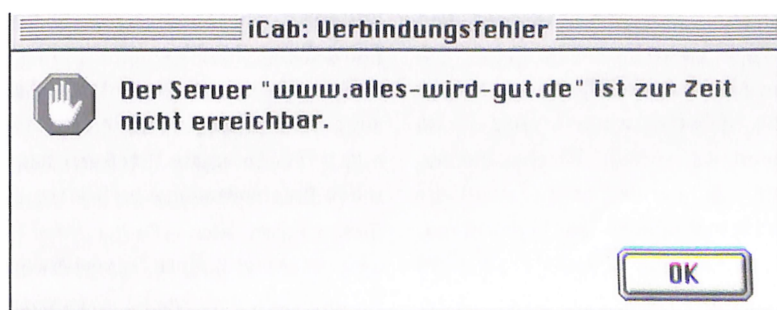 iCab: Verbindungsfehler
Der Server "www.alles-wird-gut.de" ist zur Zeit
nicht erreichbar.
OK